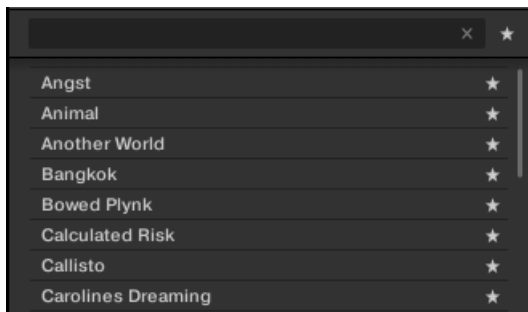 Angst
Animal
Another World
Bangkok
Bowed Plynk
Calculated Risk
Callisto
Carolines Dreaming